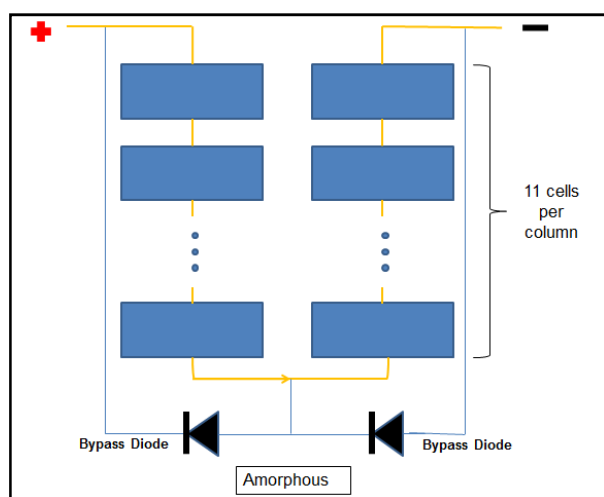 +
-
11 cells
per
column
Bypass Diode
Bypass Diode
Amorphous